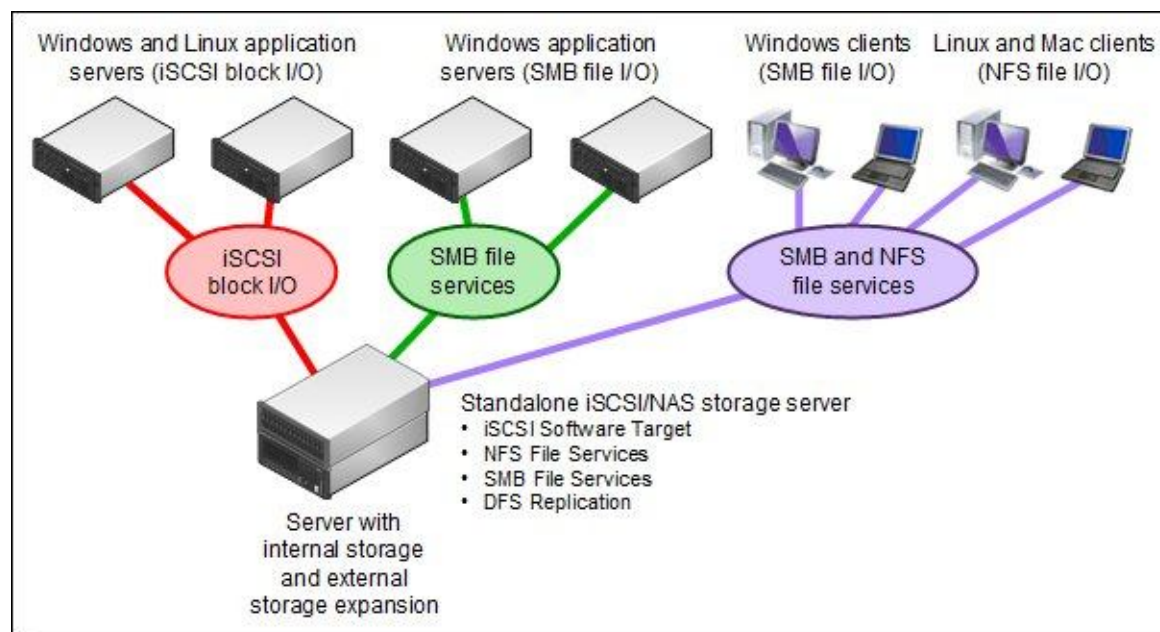 Windows and Linux application
servers (iSCSI block I/O)
Windows application
servers (SMB file I/O)
Windows clients
(SMB file I/O)
Linux and Mac clients
(NFS file I/O)
iSCSI
block I/O
SMB file
services
SMB and NFS
file services
Standalone iSCSI/NAS storage server
• iSCSI Software Target
• NFS File Services
• SMB File Services
• DFS Replication
Server with
internal storage
and external
storage expansion